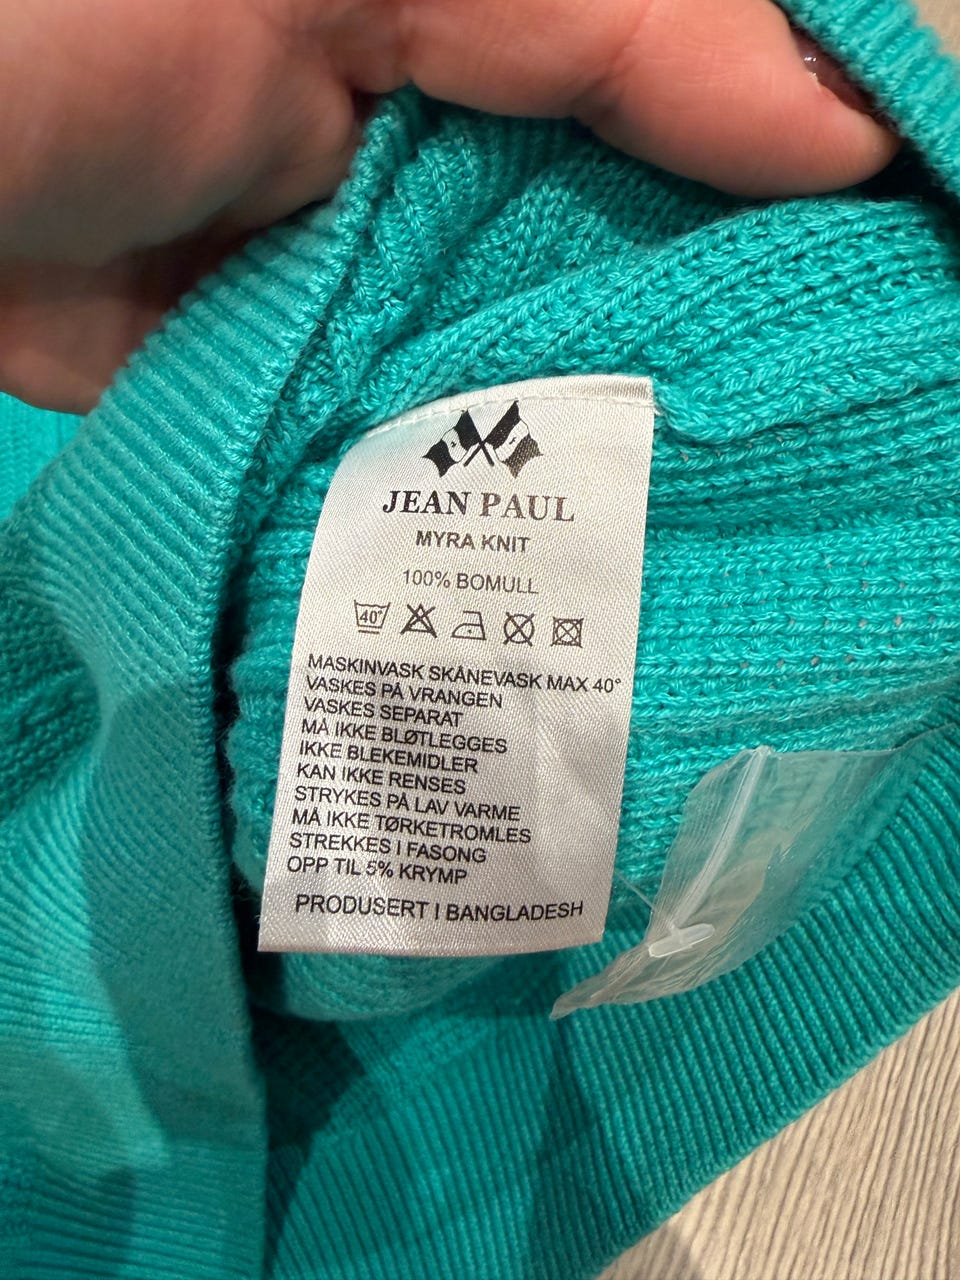 JEAN PAUL
MYRA KNIT
100% BOMULL
40°
MASKINVASK SKÅNEVASK MAX 40°
VASKES PÅ VRANGEN
VASKES SEPARAT
MÅ IKKE BLØTLEGGES
IKKE BLEKEMIDLER
KAN IKKE RENSES
STRYKES PÅ LAV VARME
MÅ IKKE TØRKETROMLES
STREKKES I FASONG
OPP TIL 5% KRYMP
PRODUSERT I BANGLADESH